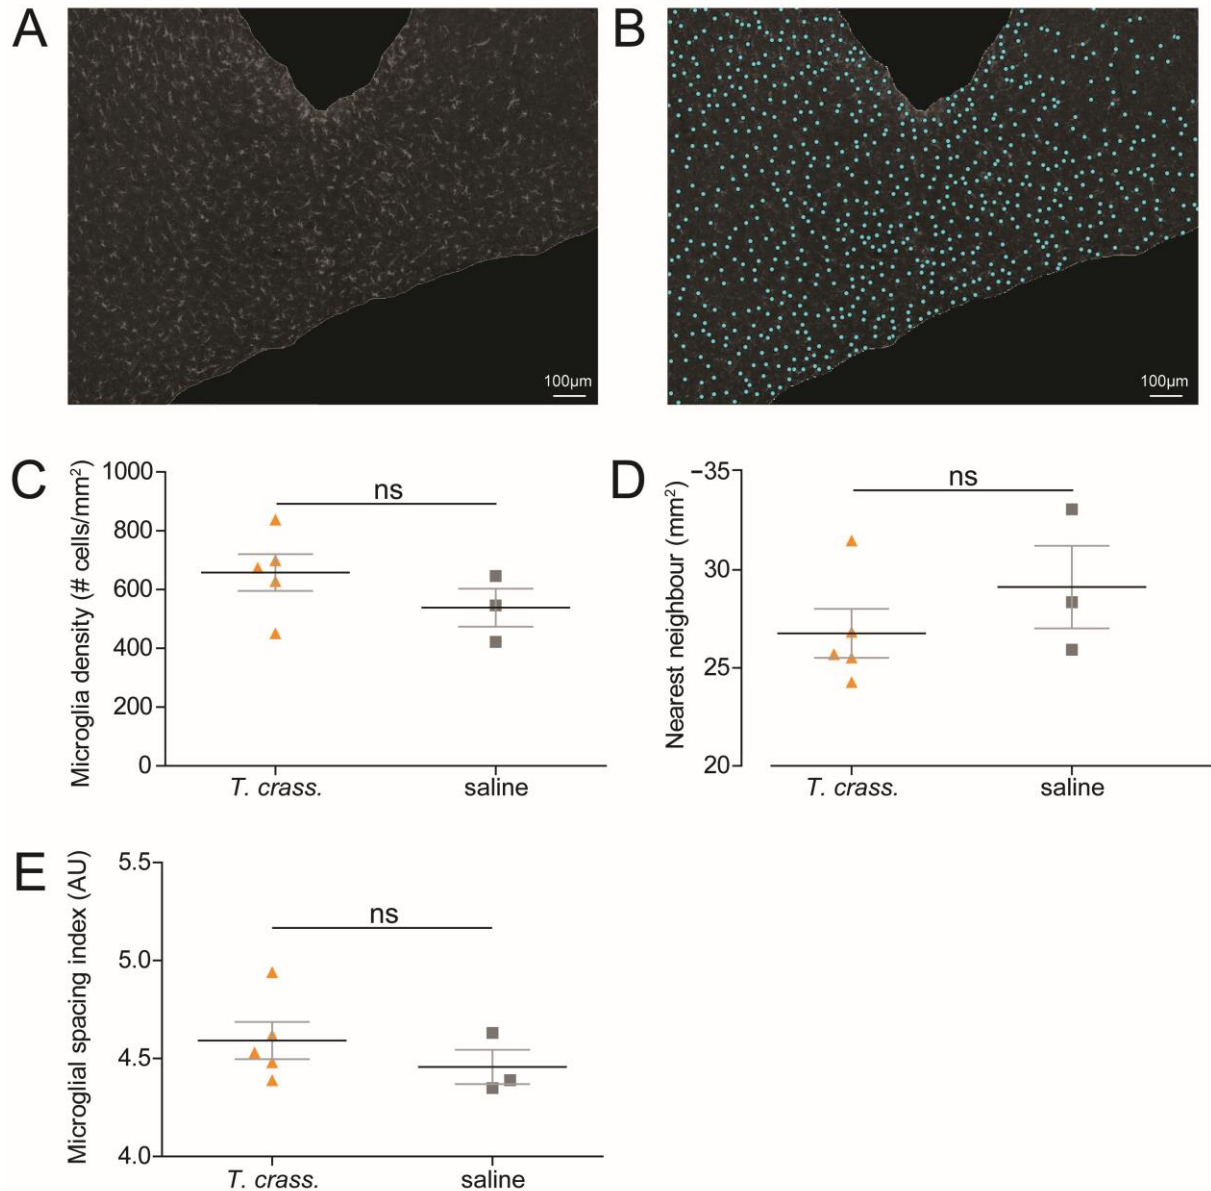 A
B
100µm
100µm
C
Microglia density (# cells/mm²)
1000
800
600
400
200
0
ns
T. crass.
saline
D
Nearest neighbour (mm²)
−35
30
25
20
ns
T. crass.
saline
E
Microglial spacing index (AU)
5.5
5.0
4.5
4.0
ns
T. crass.
saline